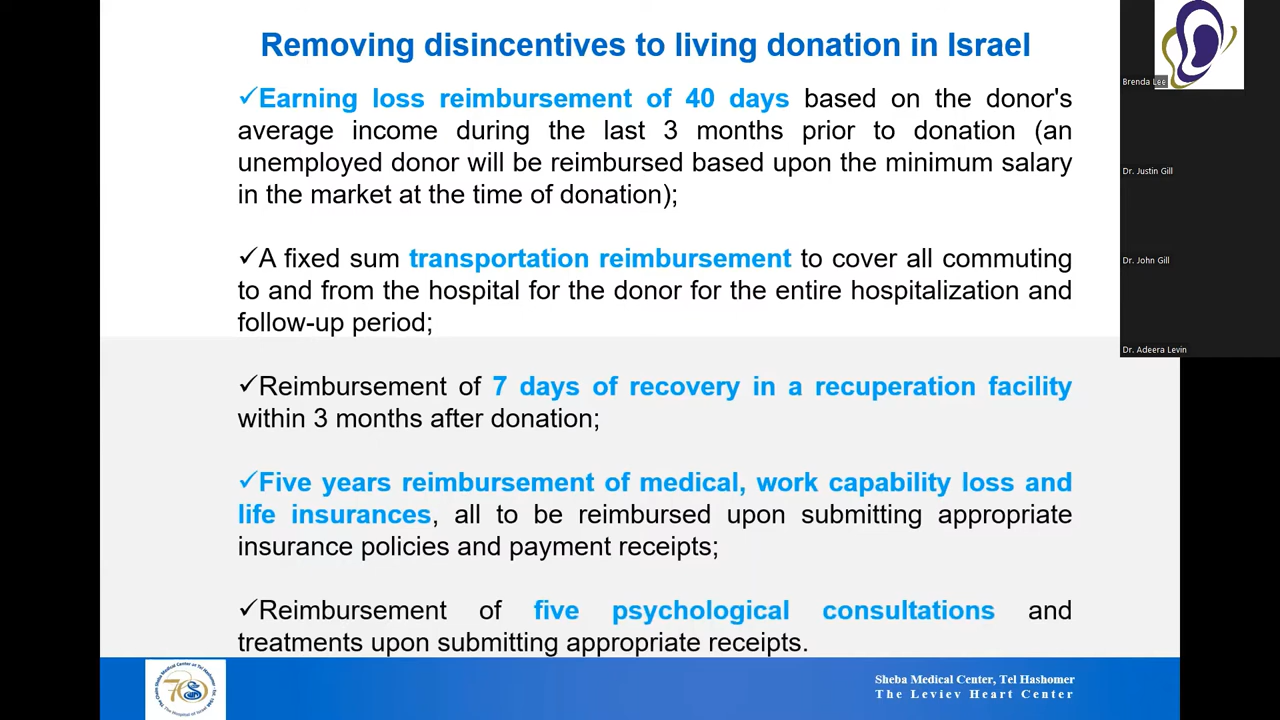 Removing disincentives to living donation in Israel
✓Earning loss reimbursement of 40 days based on the donor's
average income during the last 3 months prior to donation (an
unemployed donor will be reimbursed based upon the minimum salary
in the market at the time of donation);
✓A fixed sum transportation reimbursement to cover all commuting
to and from the hospital for the donor for the entire hospitalization and
follow-up period;
✓Reimbursement of 7 days of recovery in a recuperation facility
within 3 months after donation;
✓Five years reimbursement of medical, work capability loss and
life insurances, all to be reimbursed upon submitting appropriate
insurance policies and payment receipts;
✓Reimbursement of five psychological consultations and
treatments upon submitting appropriate receipts.
Sheba Medical Center, Tel Hashomer
The Leviev Heart Center
Brenda Lee
Dr. Justin Gill
Dr. John Gill
Dr. Adeera Levin